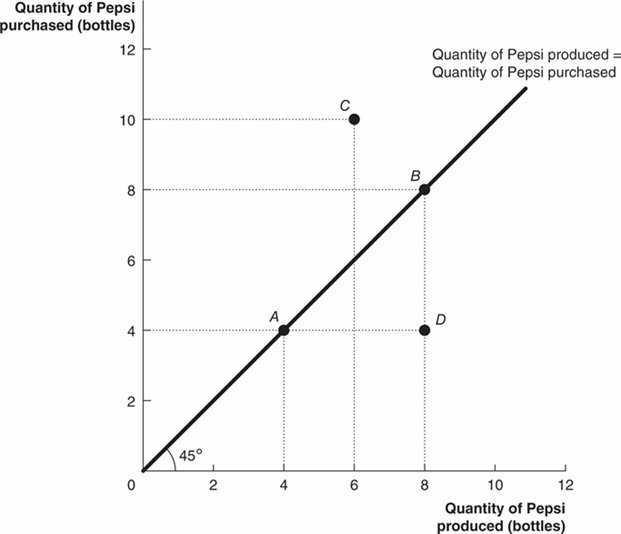 Quantity of Pepsi
purchased (bottles)
12
Quantity of Pepsi produced =
Quantity of Pepsi purchased
C
10
B
8
6
A
D
4
2
45°
0
2
4
6
8
10
12
Quantity of Pepsi
produced (bottles)